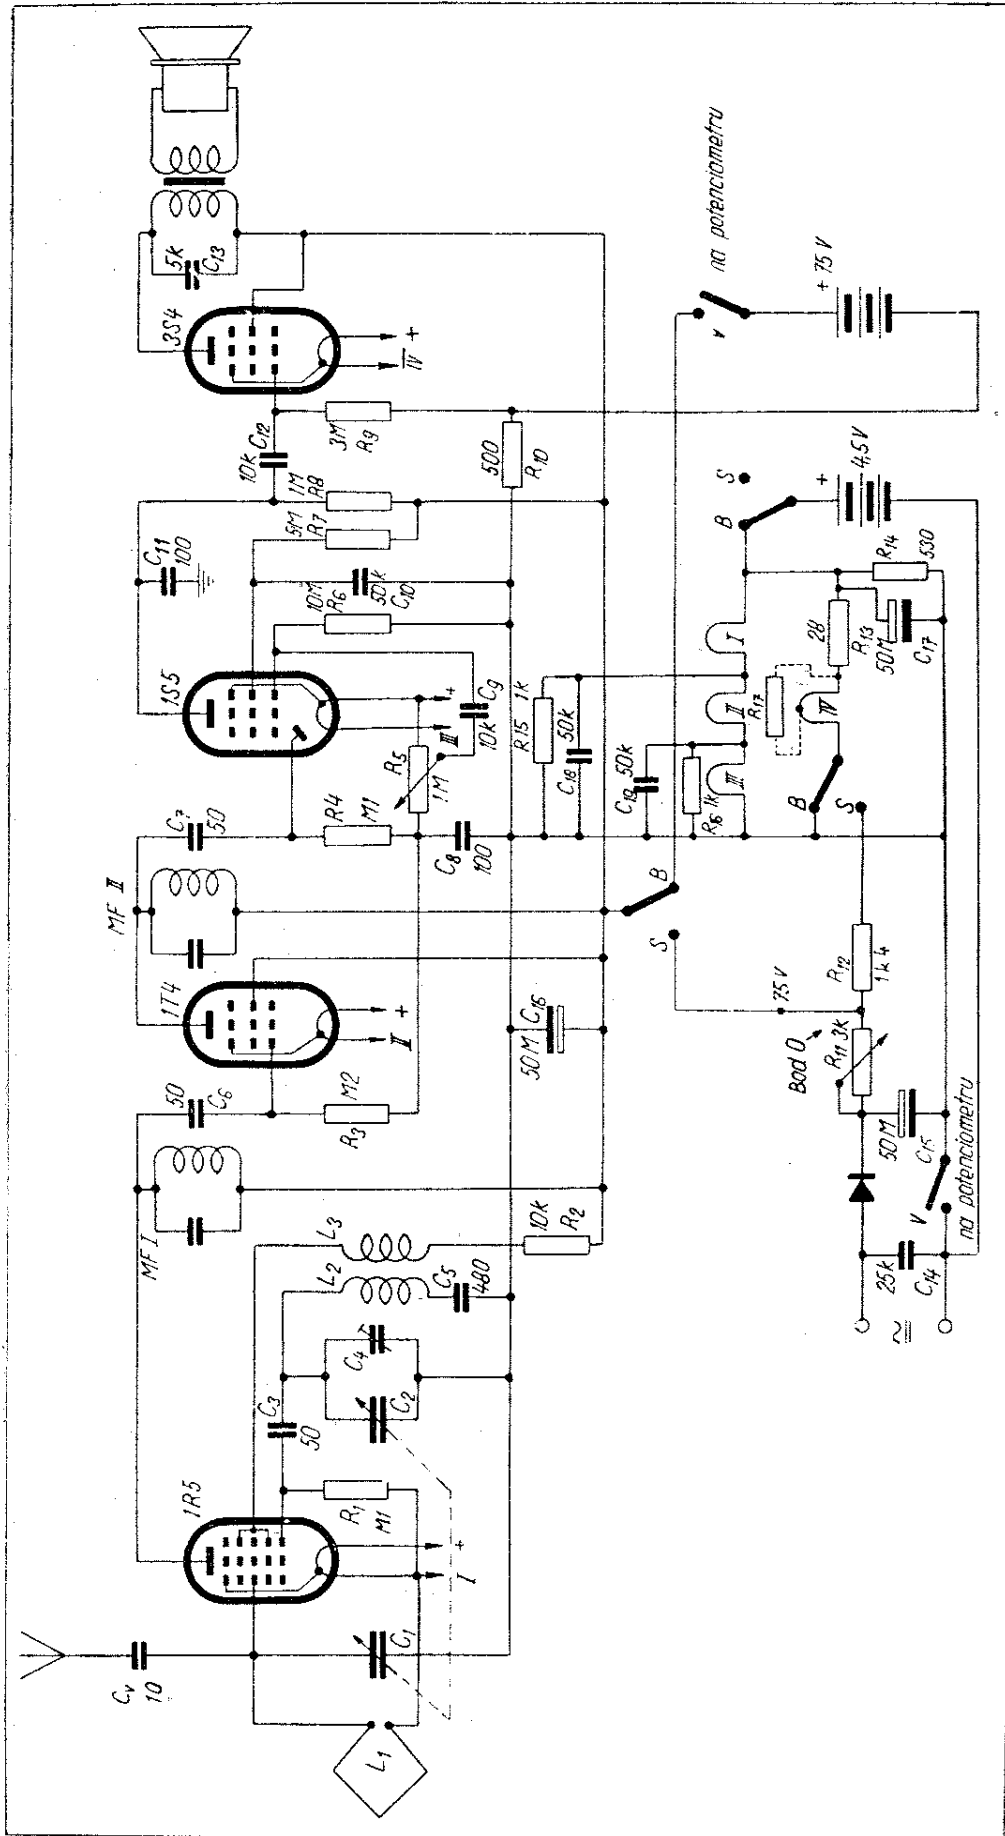 Cv
10
L1
C1
1R5
I
+
R1
M1
C3
50
C2
C4
L2
L3
C5
480
10k
R2
MF I
50
C6
R3
M2
1T4
II
+
50M
C16
MF II
C7
50
R4
M1
C8
100
R5
1M
1S5
III
+
C9
10k
10M
R6
50k
C10
C11
100
5M
R7
1M
R8
10k
C12
3M
R9
500
R10
3S4
IV
+
5k
C13
R15
1k
C18
50k
C19
50k
R16
1k
III
II
I
R17
IV
28
R13
50M
C17
R14
530
B
S
+
4,5V
v
na potenciometru
+ 75V
S
B
B
S
75V
R12
1k4
Bod O
R11
3k
50M
C15
V
na potenciometru
25k
C14
≂